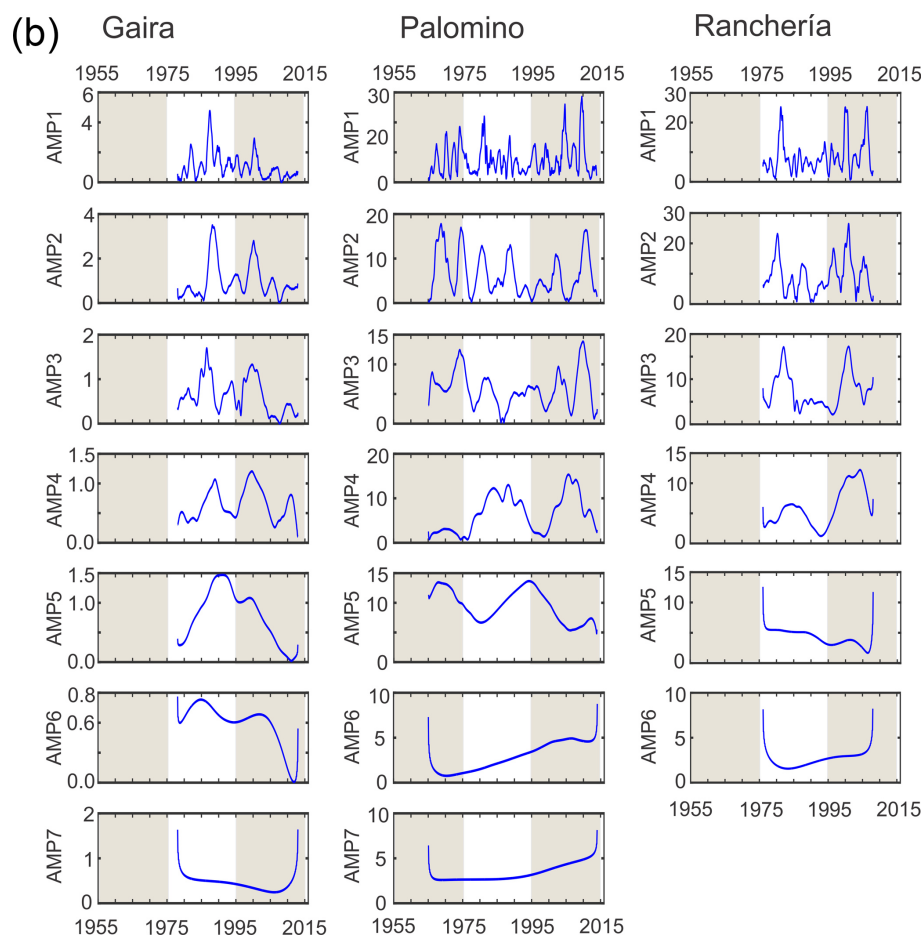 (b) Gaira Palomino Ranchería
1955 1975 1995 2015 1955 1975 1995 2015 1955 1975 1995 2015
AMP1 6 4 2 0 AMP1 30 20 10 0 AMP1 30 20 10 0
AMP2 4 2 0 AMP2 20 10 0 AMP2 30 20 10 0
AMP3 2 1 0 AMP3 15 10 5 0 AMP3 20 10 0
AMP4 1.5 1.0 0.0 AMP4 20 10 0 AMP4 15 10 5 0
AMP5 1.5 1.0 0.0 AMP5 15 10 5 0 AMP5 15 10 5 0
AMP6 0.8 0.6 0.0 AMP6 10 5 0 AMP6 10 5 0
1955 1975 1995 2015
AMP7 2 1 0 AMP7 10 5 0
1955 1975 1995 2015 1955 1975 1995 2015